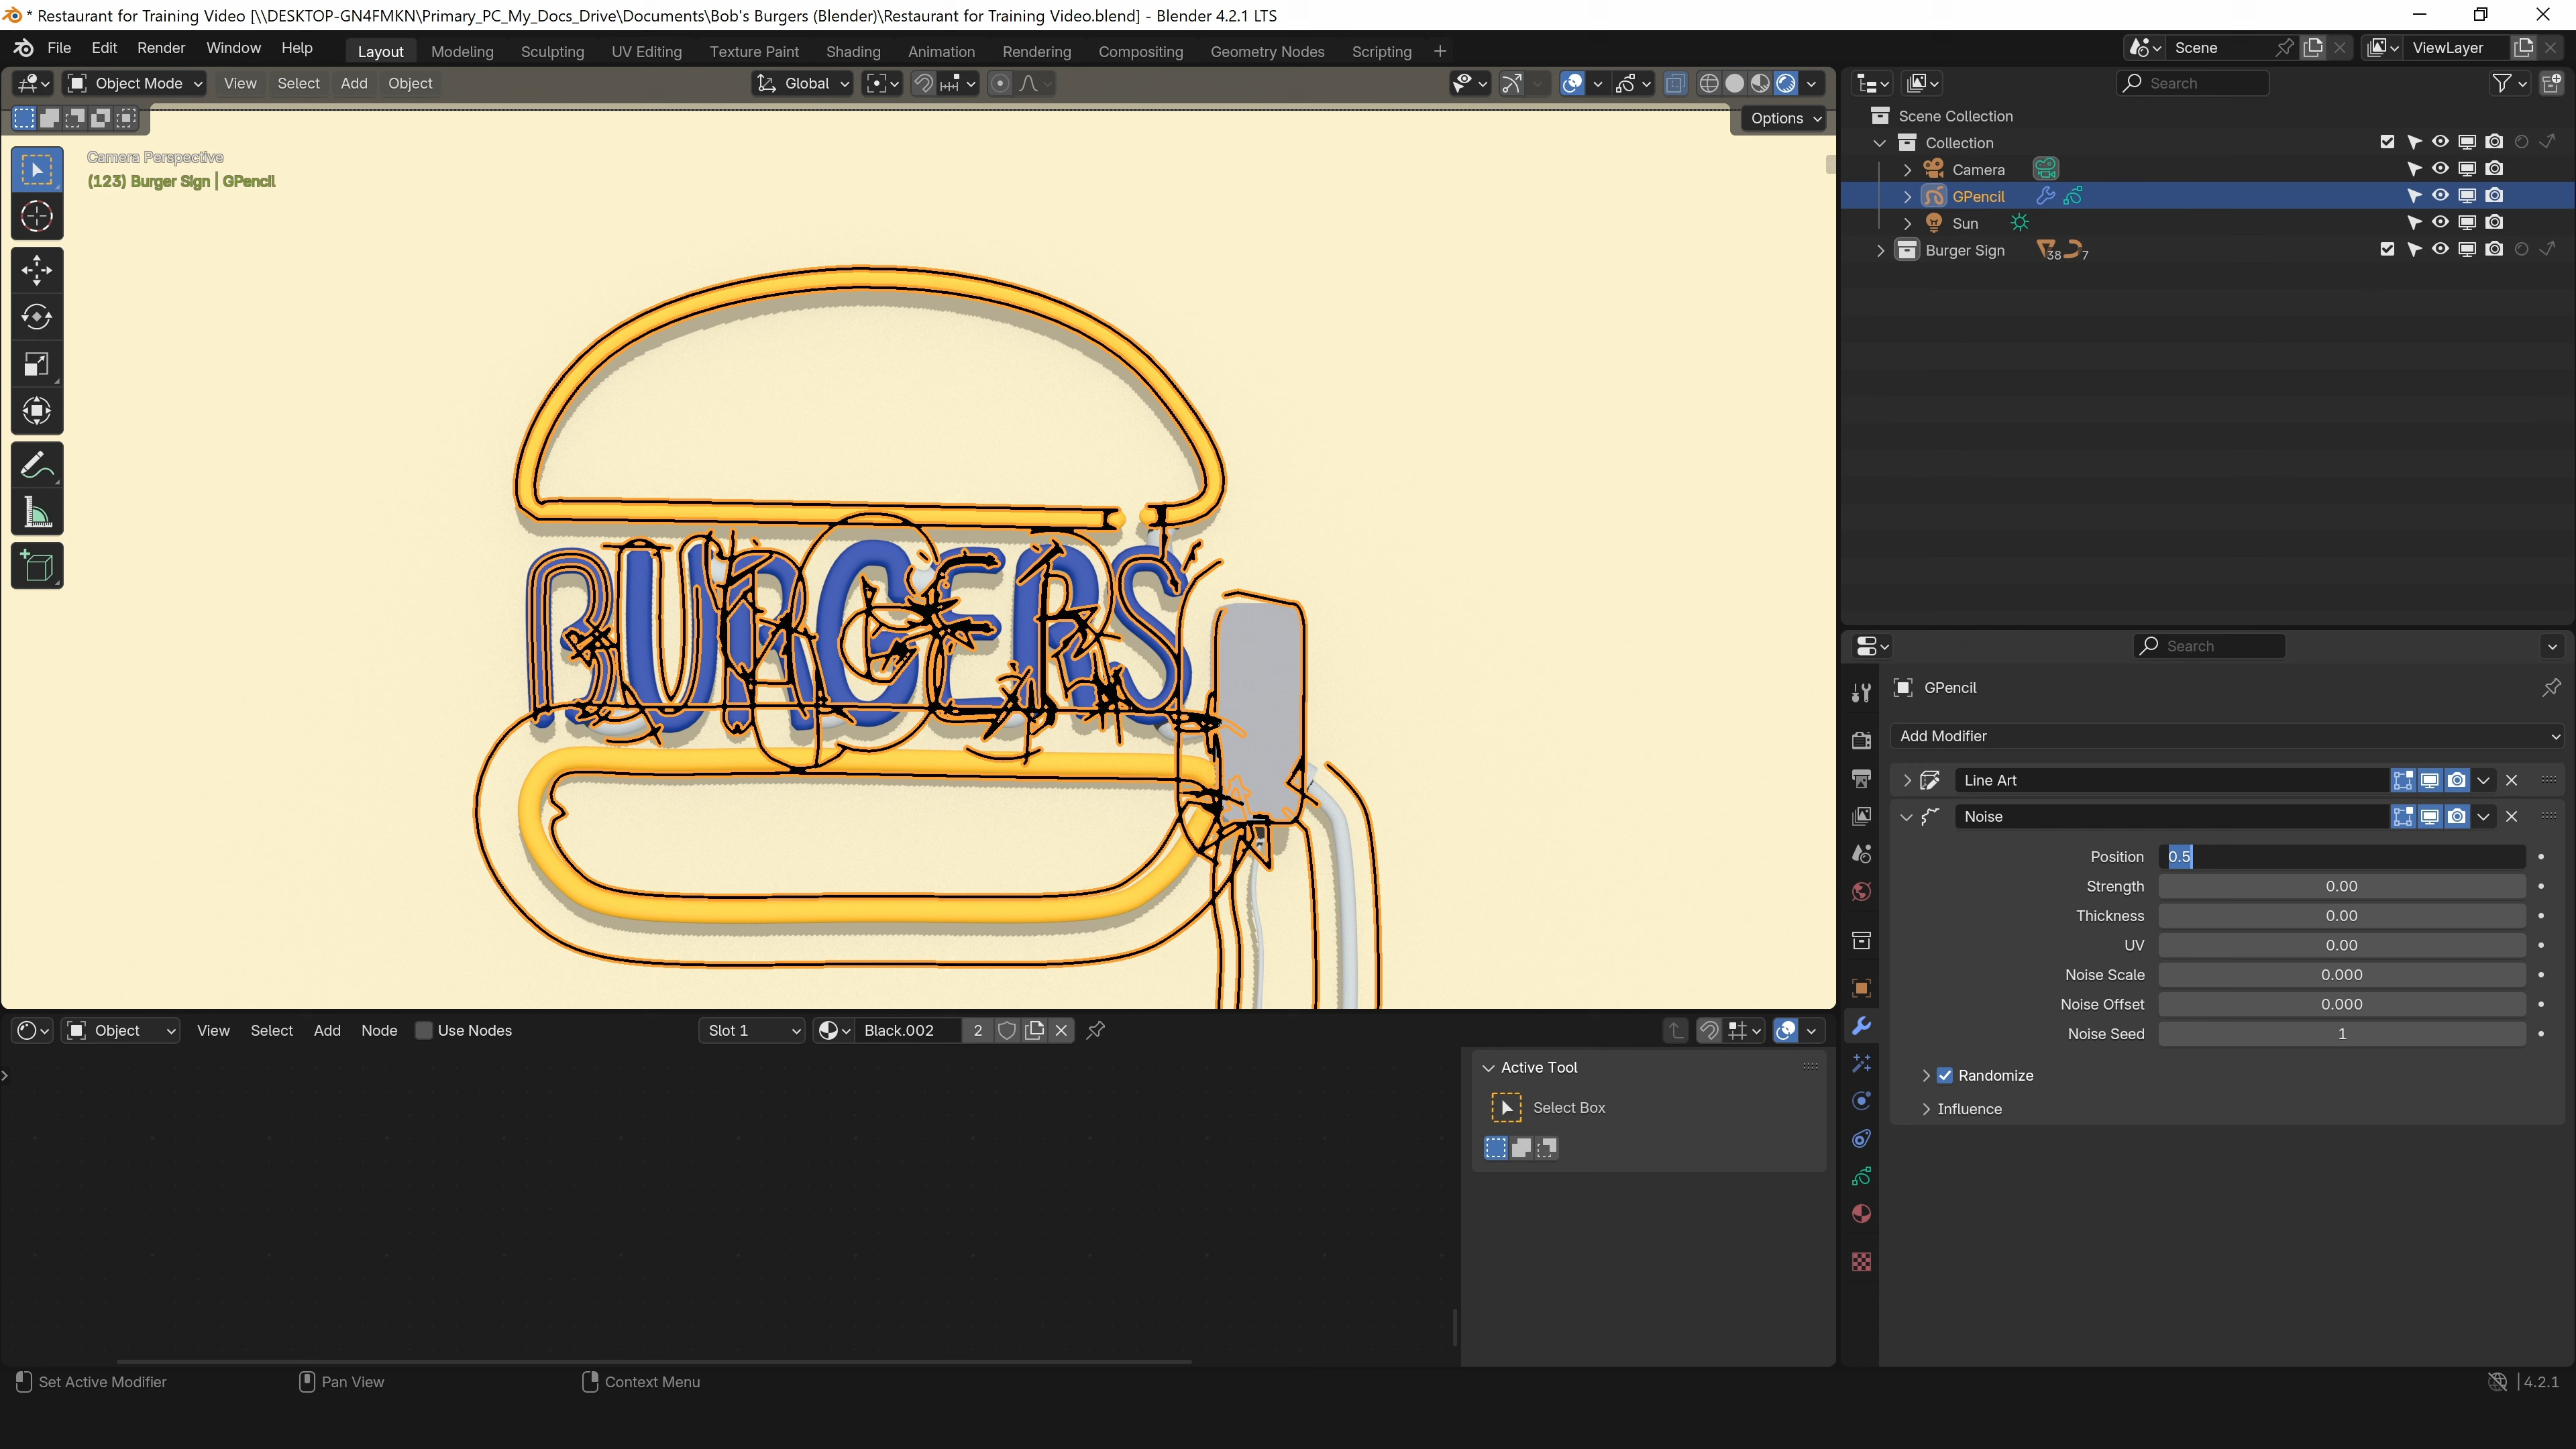 * Restaurant for Training Video [\\DESKTOP-GN4FMKN\Primary_PC_My_Docs_Drive\Documents\Bob's Burgers (Blender)\Restaurant for Training Video.blend] - Blender 4.2.1 LTS
File Edit Render Window Help Layout Modeling Sculpting UV Editing Texture Paint Shading Animation Rendering Compositing Geometry Nodes Scripting + Scene ViewLayer
Object Mode View Select Add Object Global
Options
Camera Perspective
(123) Burger Sign | GPencil
BURGERS
Search
Scene Collection
Collection
Camera
GPencil
Sun
Burger Sign 38 7
Search
GPencil
Add Modifier
Line Art
Noise
Position 0.5
Strength 0.00
Thickness 0.00
UV 0.00
Noise Scale 0.000
Noise Offset 0.000
Noise Seed 1
Randomize
Influence
Object View Select Add Node Use Nodes Slot 1 Black.002 2
Active Tool
Select Box
Set Active Modifier Pan View Context Menu 4.2.1